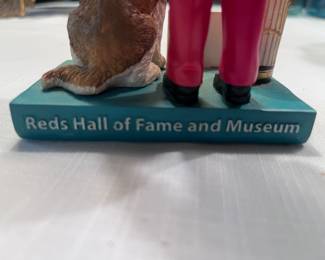 Reds Hall of Fame and Museum